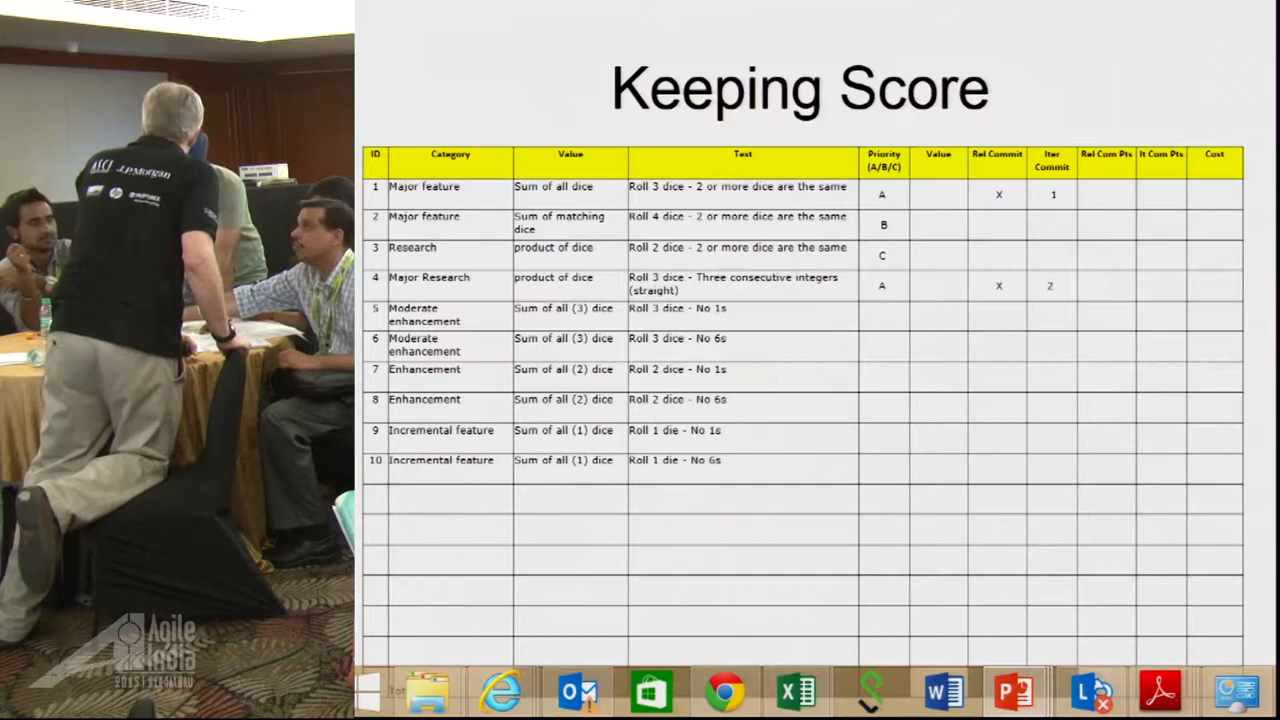 Keeping Score
ID Category Value Test Priority (A/B/C) Value Rel Commit Iter Commit Rel Com Pts It Com Pts Cost
1 Major feature Sum of all dice Roll 3 dice - 2 or more dice are the same A X 1
2 Major feature Sum of matching dice Roll 4 dice - 2 or more dice are the same B
3 Research product of dice Roll 2 dice - 2 or more dice are the same C
4 Major Research product of dice Roll 3 dice - Three consecutive integers (straight) A X 2
5 Moderate enhancement Sum of all (3) dice Roll 3 dice - No 1s
6 Moderate enhancement Sum of all (3) dice Roll 3 dice - No 6s
7 Enhancement Sum of all (2) dice Roll 2 dice - No 1s
8 Enhancement Sum of all (2) dice Roll 2 dice - No 6s
9 Incremental feature Sum of all (1) dice Roll 1 die - No 1s
10 Incremental feature Sum of all (1) dice Roll 1 die - No 6s
ASCI J.P.Morgan
hp
Agile
India
2015 | BENGALURU